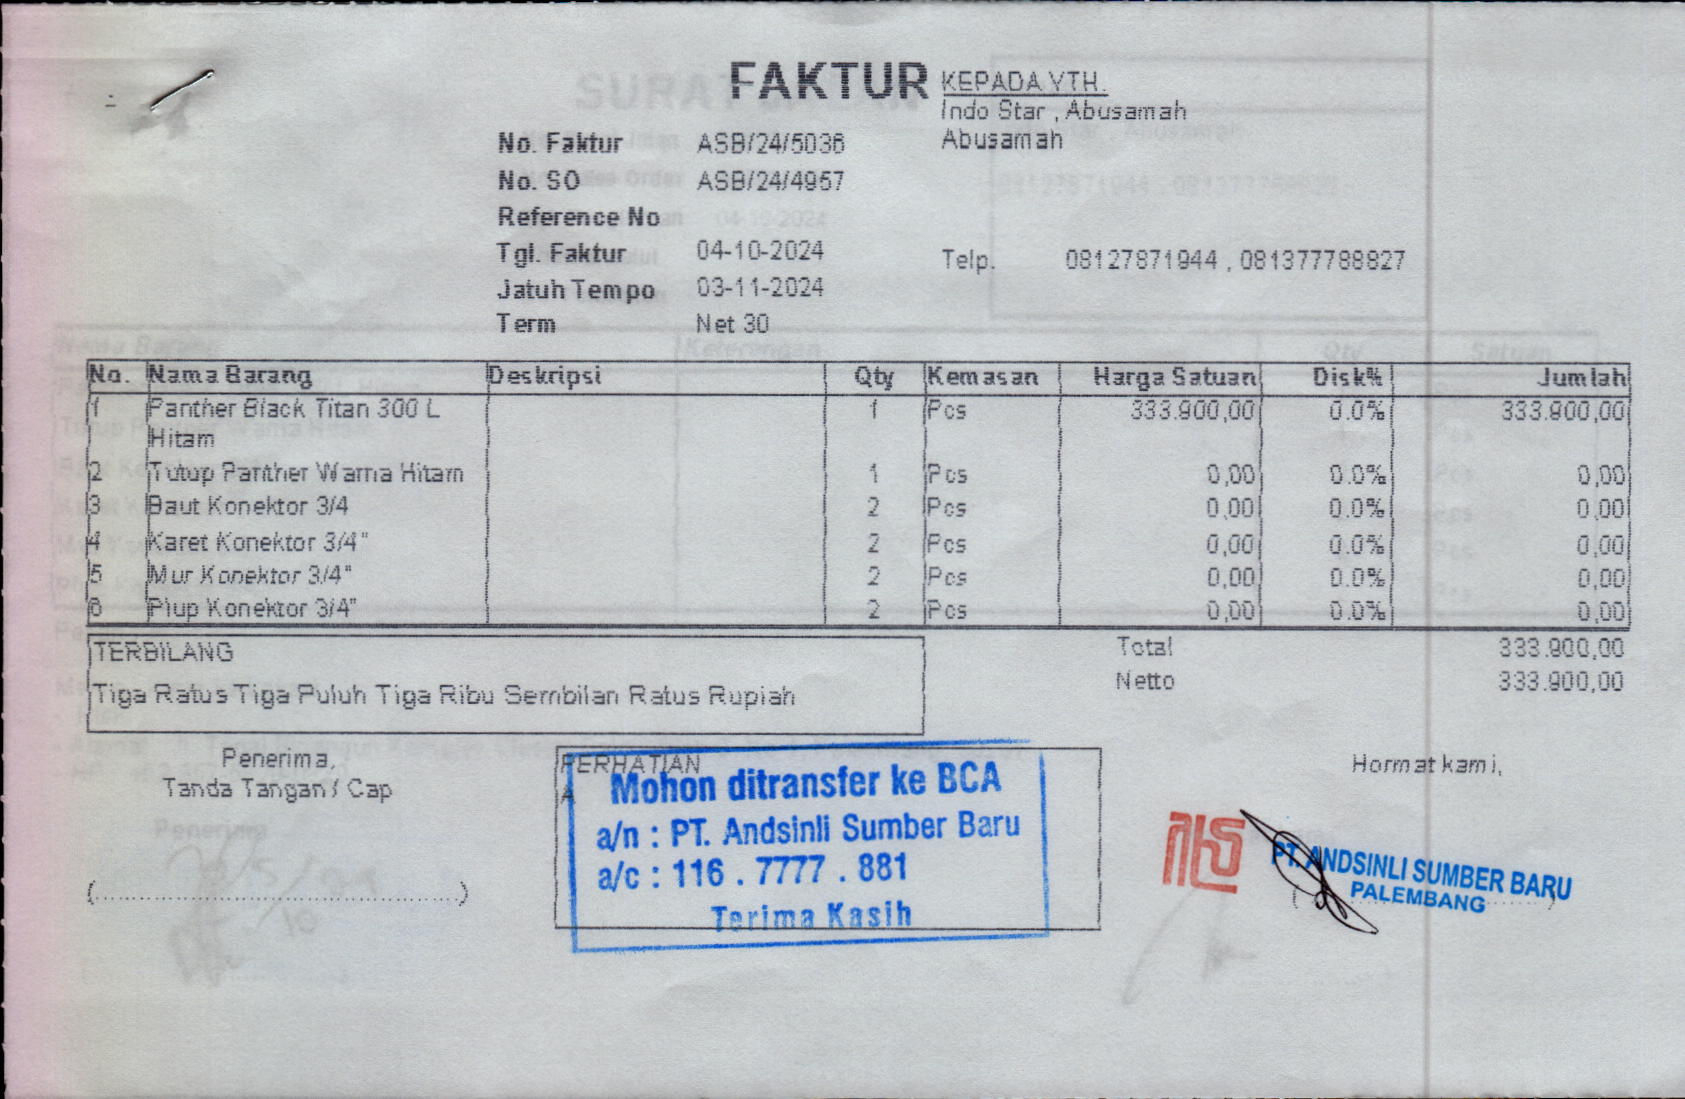 FAKTUR
KEPADA YTH.
Indo Star , Abusamah
Abusamah
No. Faktur ASB/24/5036
No. SO ASB/24/4957
Reference No
Tgl. Faktur 04-10-2024
Jatuh Tempo 03-11-2024
Term Net 30
Telp. 08127871944 , 081377788827
No. Nama Barang Deskripsi Qty Kemasan Harga Satuan Disk% Jumlah
1 Panther Black Titan 300 L 1 Pcs 333.900,00 0.0% 333.900,00
Hitam
2 Tutup Panther Warna Hitam 1 Pcs 0,00 0.0% 0,00
3 Baut Konektor 3/4 2 Pcs 0,00 0.0% 0,00
4 Karet Konektor 3/4" 2 Pcs 0,00 0.0% 0,00
5 Mur Konektor 3/4" 2 Pcs 0,00 0.0% 0,00
6 Plup Konektor 3/4" 2 Pcs 0,00 0.0% 0,00
TERBILANG
Tiga Ratus Tiga Puluh Tiga Ribu Sembilan Ratus Rupiah
Total 333.900,00
Netto 333.900,00
Penerima,
Tanda Tangan / Cap
PERHATIAN
A
Mohon ditransfer ke BCA
a/n : PT. Andsinli Sumber Baru
a/c : 116 . 7777 . 881
Terima Kasih
Hormat kami,
PT. ANDSINLI SUMBER BARU
PALEMBANG